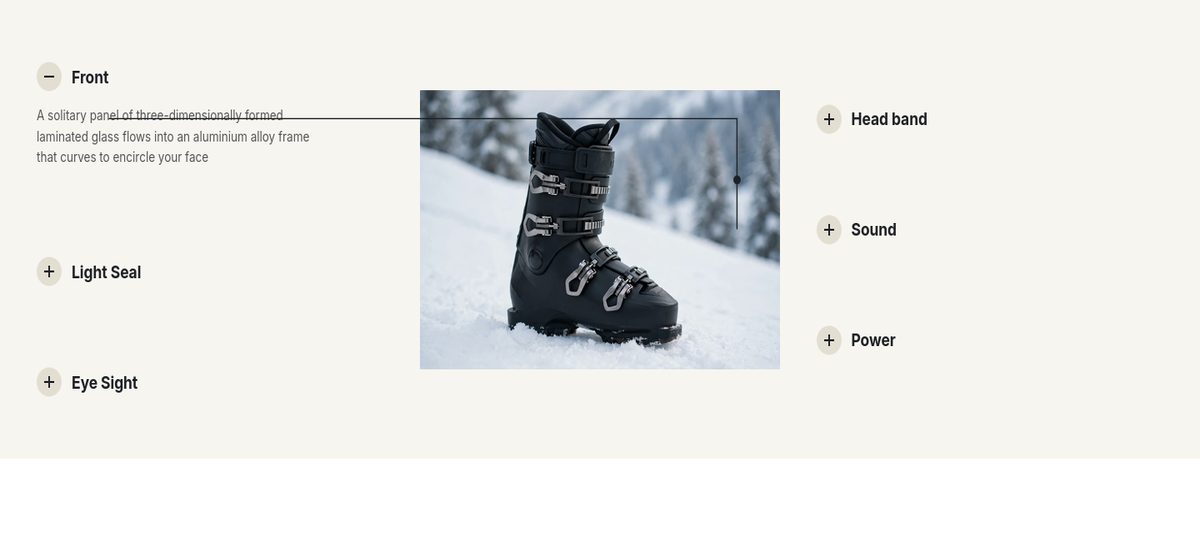 Front
A solitary panel of three-dimensionally formed
laminated glass flows into an aluminium alloy frame
that curves to encircle your face
Light Seal
Eye Sight
Head band
Sound
Power